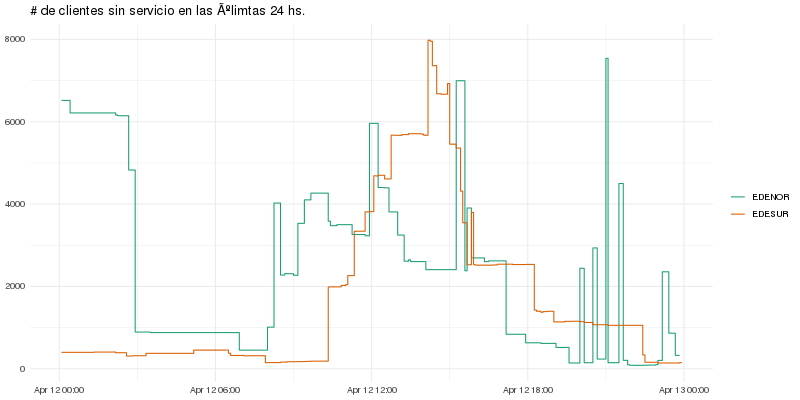 # de clientes sin servicio en las Ãºlimtas 24 hs.
8000
6000
4000
2000
0
EDENOR
EDESUR
Apr 12 00:00
Apr 12 06:00
Apr 12 12:00
Apr 12 18:00
Apr 13 00:00